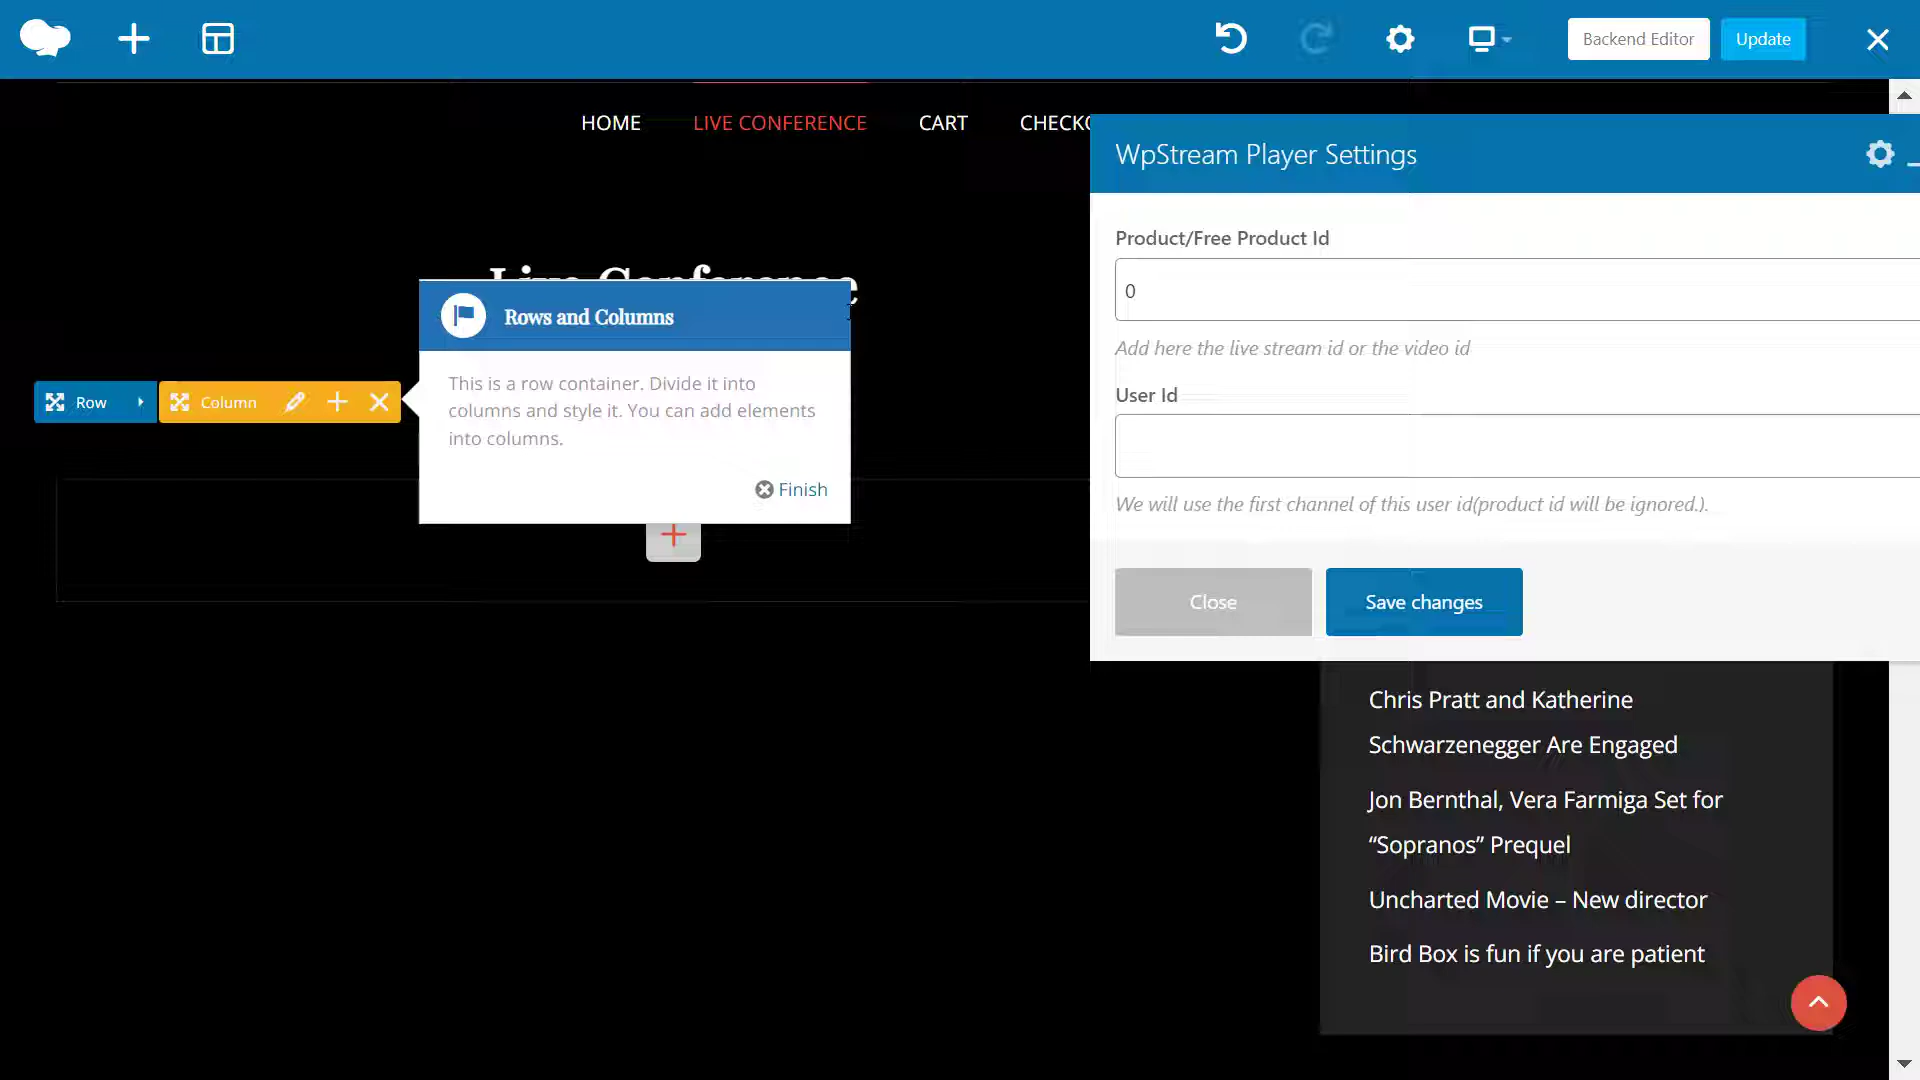 Backend Editor
Update
HOME
LIVE CONFERENCE
CART
WpStream Player Settings
Product/Free Product Id
0
Add here the live stream id or the video id
User Id
We will use the first channel of this user id(product id will be ignored.).
Close
Save changes
Live Conference
Rows and Columns
This is a row container. Divide it into
columns and style it. You can add elements
into columns.
Finish
Row
Column
Chris Pratt and Katherine
Schwarzenegger Are Engaged
Jon Bernthal, Vera Farmiga Set for
“Sopranos” Prequel
Uncharted Movie – New director
Bird Box is fun if you are patient